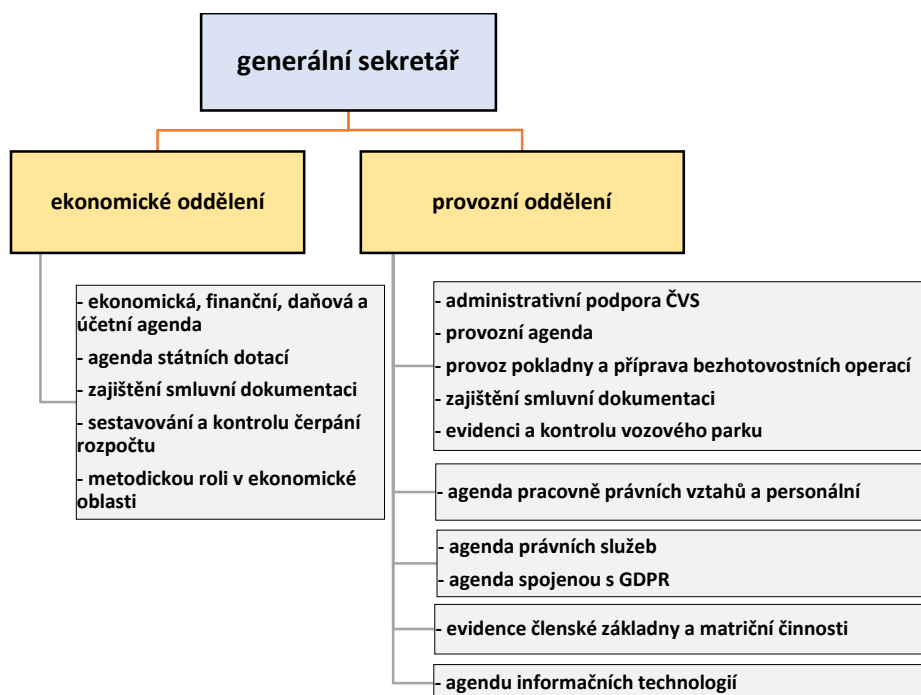 generální sekretář
ekonomické oddělení
provozní oddělení
- ekonomická, finanční, daňová a
účetní agenda
- agenda státních dotací
- zajištění smluvní dokumentaci
- sestavování a kontrolu čerpání
rozpočtu
- metodickou roli v ekonomické
oblasti
- administrativní podpora ČVS
- provozní agenda
- provoz pokladny a příprava bezhotovostních operací
- zajištění smluvní dokumentaci
- evidenci a kontrolu vozového parku
- agenda pracovně právních vztahů a personální
- agenda právních služeb
- agenda spojenou s GDPR
- evidence členské základny a matriční činnosti
- agendu informačních technologií